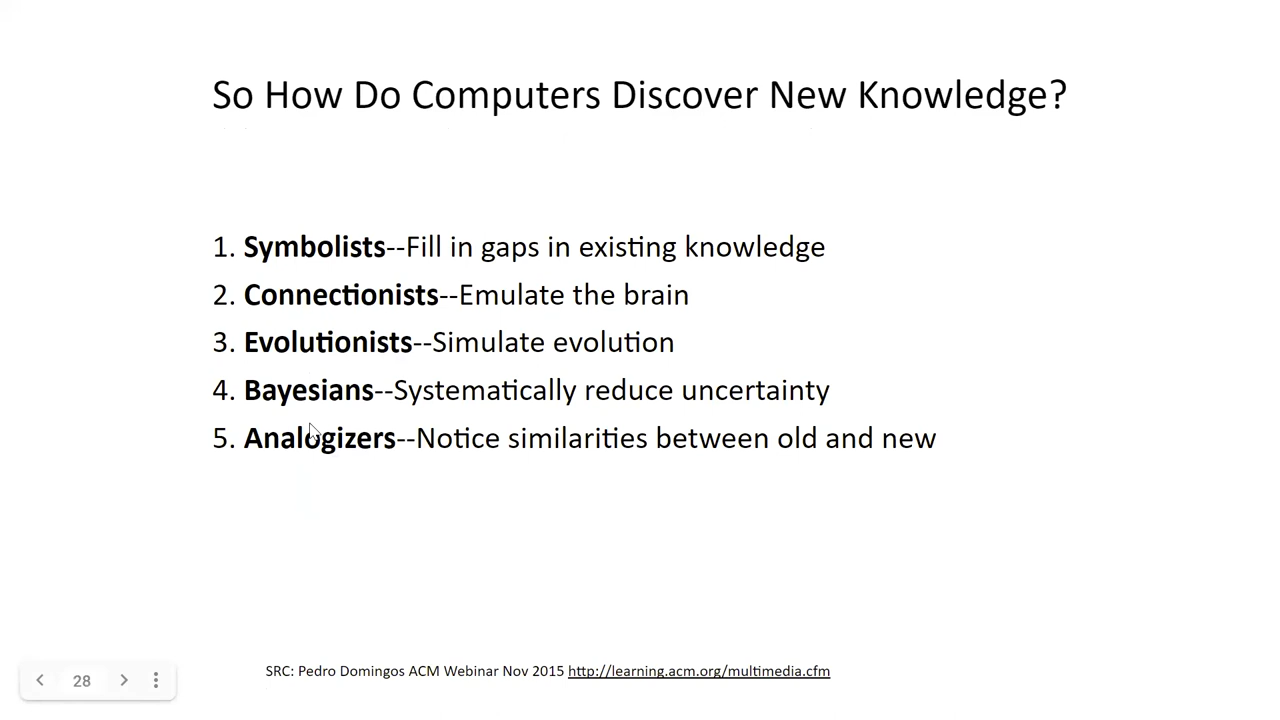 So How Do Computers Discover New Knowledge?
1. Symbolists--Fill in gaps in existing knowledge
2. Connectionists--Emulate the brain
3. Evolutionists--Simulate evolution
4. Bayesians--Systematically reduce uncertainty
5. Analogizers--Notice similarities between old and new
SRC: Pedro Domingos ACM Webinar Nov 2015 http://learning.acm.org/multimedia.cfm
28